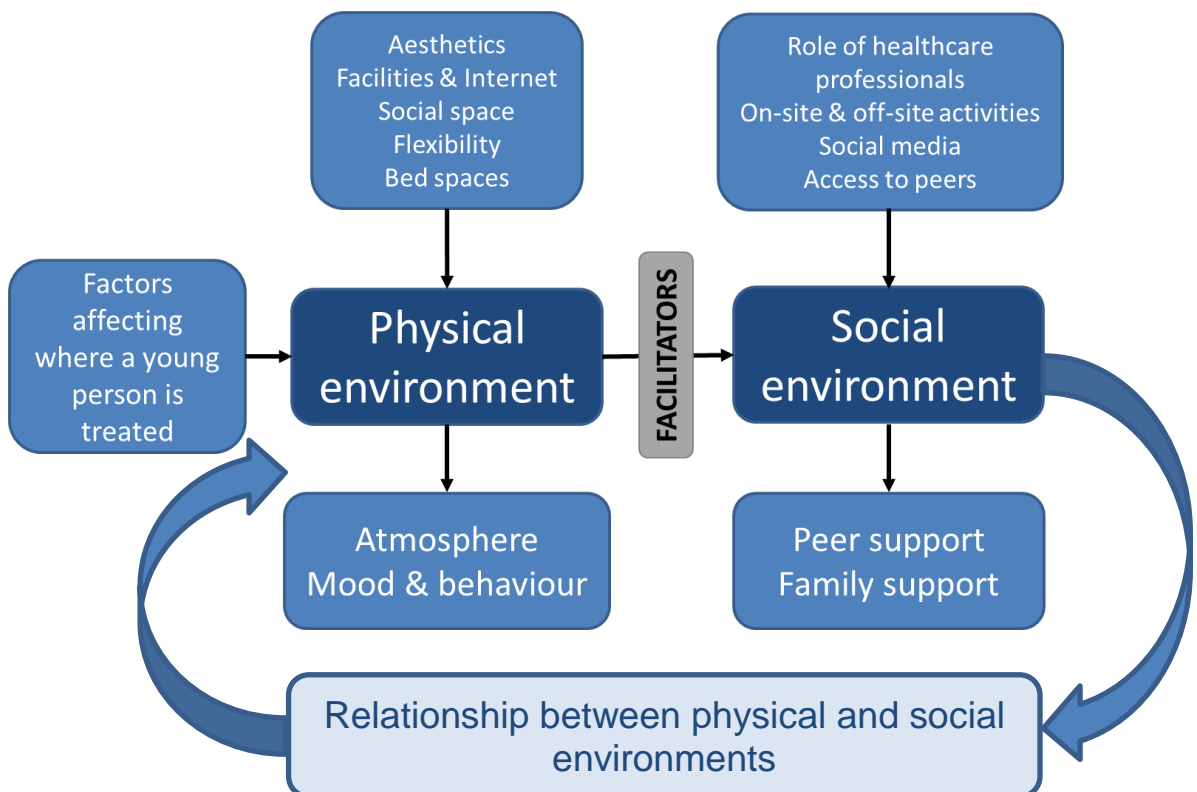 Aesthetics
Facilities & Internet
Social space
Flexibility
Bed spaces
Role of healthcare
professionals
On-site & off-site activities
Social media
Access to peers
Factors
affecting
where a young
person is
treated
Physical
environment
FACILITATORS
Social
environment
Atmosphere
Mood & behaviour
Peer support
Family support
Relationship between physical and social
environments